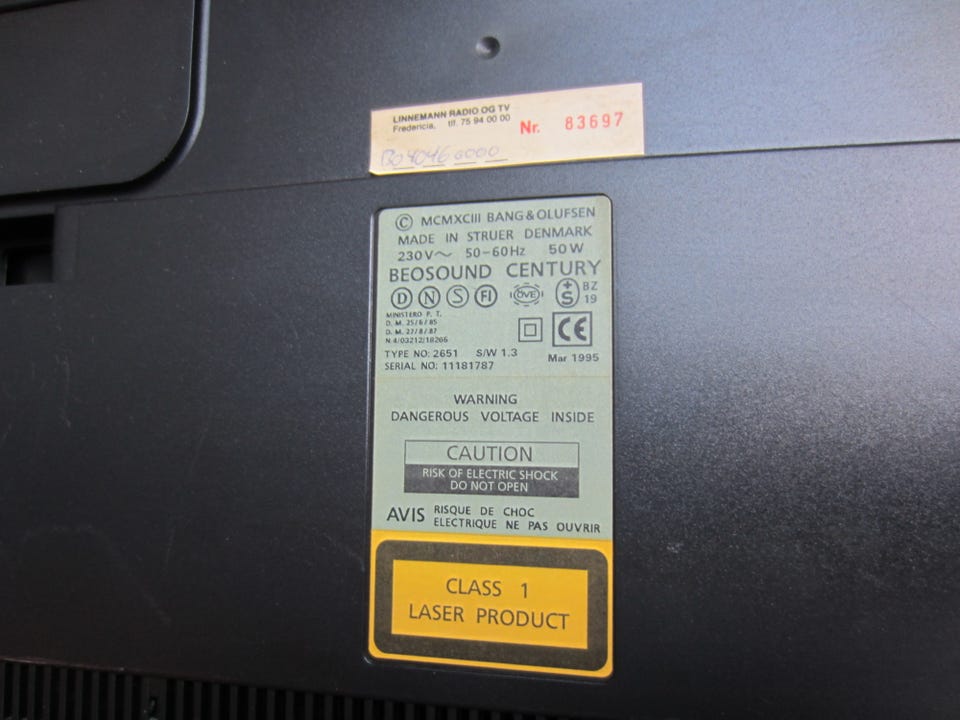 LINNEMANN RADIO OG TV
Fredericia, tlf. 75 94 00 00
Nr. 83697
© MCMXCIII BANG & OLUFSEN
MADE IN STRUER DENMARK
230V~ 50-60Hz 50W
BEOSOUND CENTURY
D N S FI ÖVE +S BZ 19
MINISTERO P. T.
D. M. 25/6/85
D. M. 27/8/87
N.4/03212/18266
CE
TYPE NO: 2651 S/W 1.3 Mar 1995
SERIAL NO: 11181787
WARNING
DANGEROUS VOLTAGE INSIDE
CAUTION
RISK OF ELECTRIC SHOCK
DO NOT OPEN
AVIS RISQUE DE CHOC
ELECTRIQUE NE PAS OUVRIR
CLASS 1
LASER PRODUCT